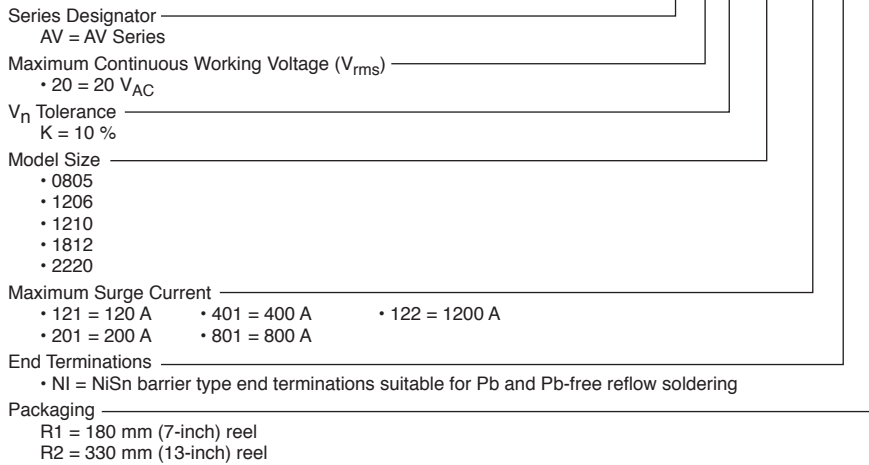 Series Designator
AV = AV Series
Maximum Continuous Working Voltage (Vrms)
• 20 = 20 VAC
Vn Tolerance
K = 10 %
Model Size
• 0805
• 1206
• 1210
• 1812
• 2220
Maximum Surge Current
• 121 = 120 A • 401 = 400 A • 122 = 1200 A
• 201 = 200 A • 801 = 800 A
End Terminations
• NI = NiSn barrier type end terminations suitable for Pb and Pb-free reflow soldering
Packaging
R1 = 180 mm (7-inch) reel
R2 = 330 mm (13-inch) reel